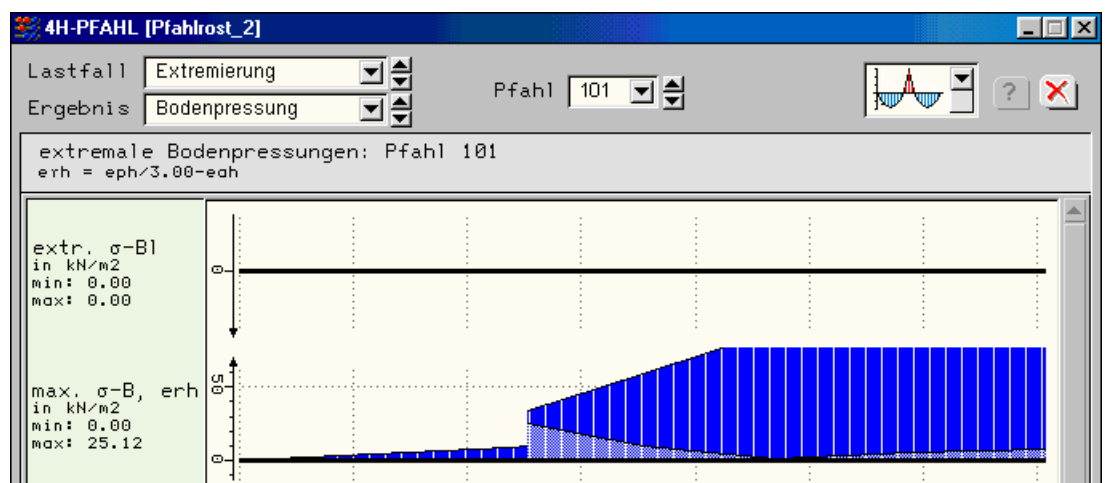 4H-PFAHL [Pfahlrost_2]
Lastfall Extremierung
Pfahl 101
Ergebnis Bodenpressung
?
extremale Bodenpressungen: Pfahl 101
erh = eph/3.00-eah
extr. σ-Bl
in kN/m2
min: 0.00
max: 0.00
0
max. σ-B, erh
in kN/m2
min: 0.00
max: 25.12
50
0